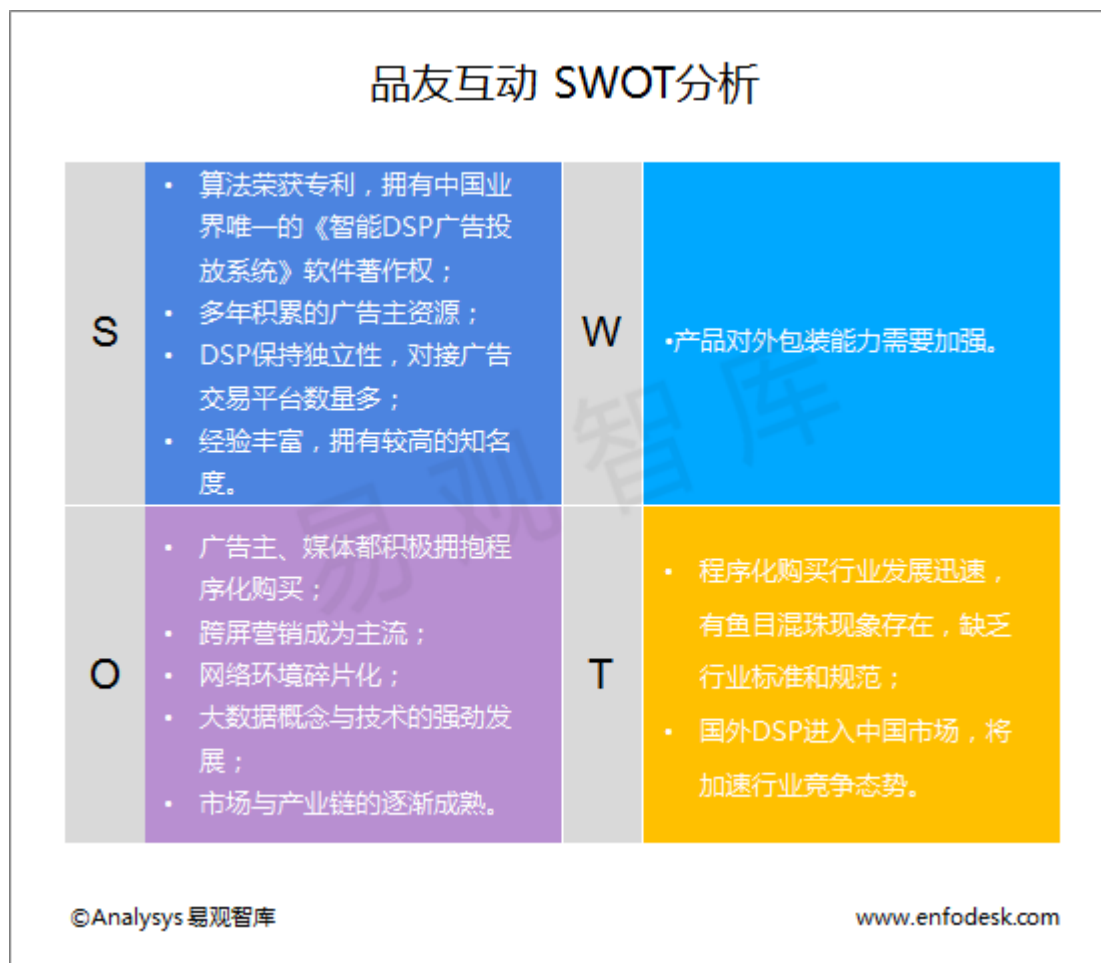 品友互动 SWOT分析
S
• 算法荣获专利，拥有中国业
界唯一的《智能DSP广告投
放系统》软件著作权；
• 多年积累的广告主资源；
• DSP保持独立性，对接广告
交易平台数量多；
• 经验丰富，拥有较高的知名
度。
W
•产品对外包装能力需要加强。
O
• 广告主、媒体都积极拥抱程
序化购买；
• 跨屏营销成为主流；
• 网络环境碎片化；
• 大数据概念与技术的强劲发
展；
• 市场与产业链的逐渐成熟。
T
• 程序化购买行业发展迅速，
有鱼目混珠现象存在，缺乏
行业标准和规范；
• 国外DSP进入中国市场，将
加速行业竞争态势。
易观智库
©Analysys 易观智库
www.enfodesk.com